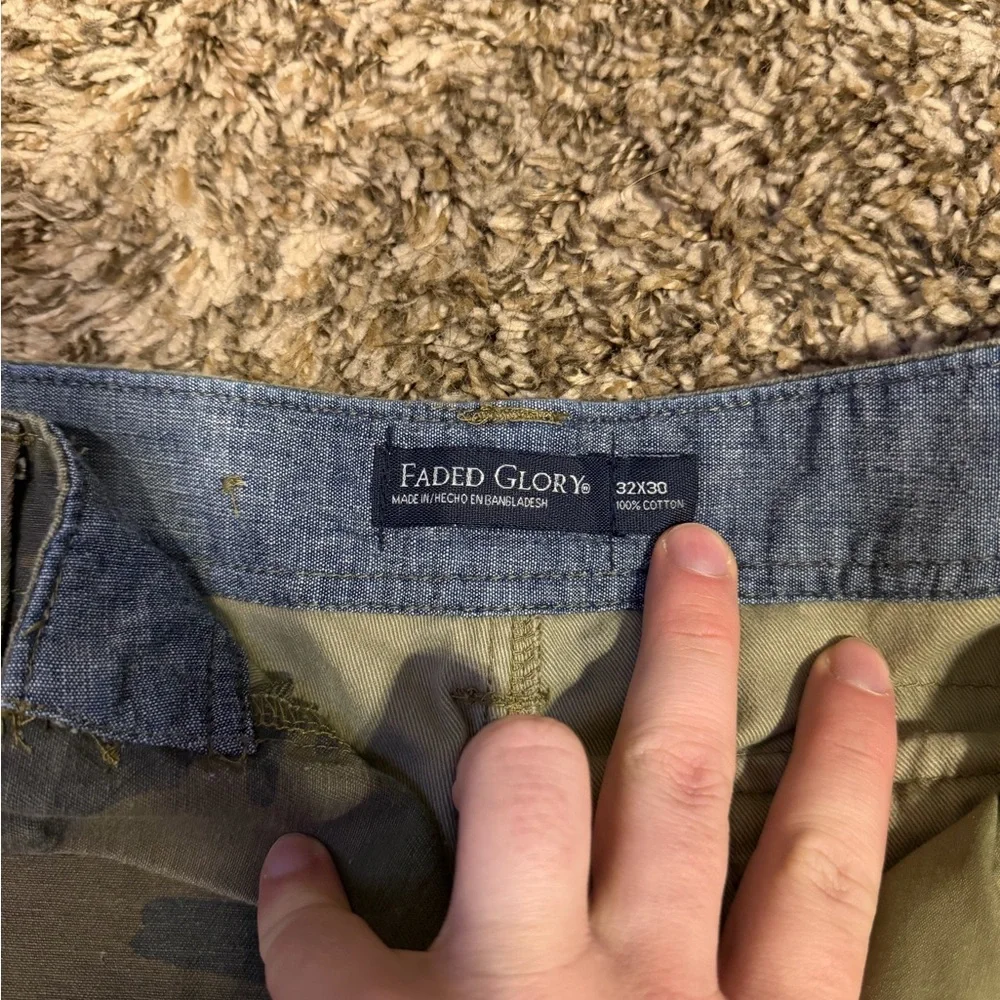 FADED GLORY®
MADE IN/HECHO EN BANGLADESH
32X30
100% COTTON